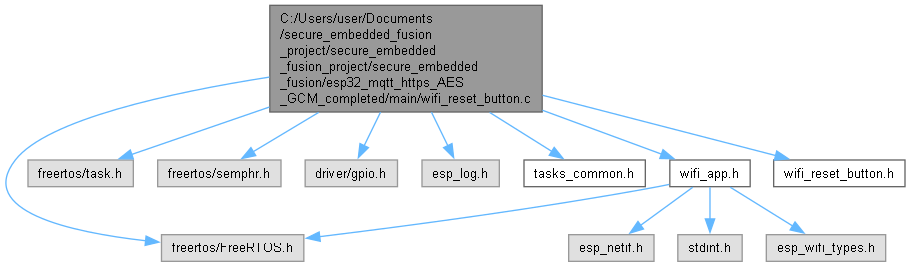 C:/Users/user/Documents
/secure_embedded_fusion
_project/secure_embedded
_fusion_project/secure_embedded
_fusion/esp32_mqtt_https_AES
_GCM_completed/main/wifi_reset_button.c
freertos/task.h
freertos/semphr.h
driver/gpio.h
esp_log.h
tasks_common.h
wifi_app.h
wifi_reset_button.h
freertos/FreeRTOS.h
esp_netif.h
stdint.h
esp_wifi_types.h